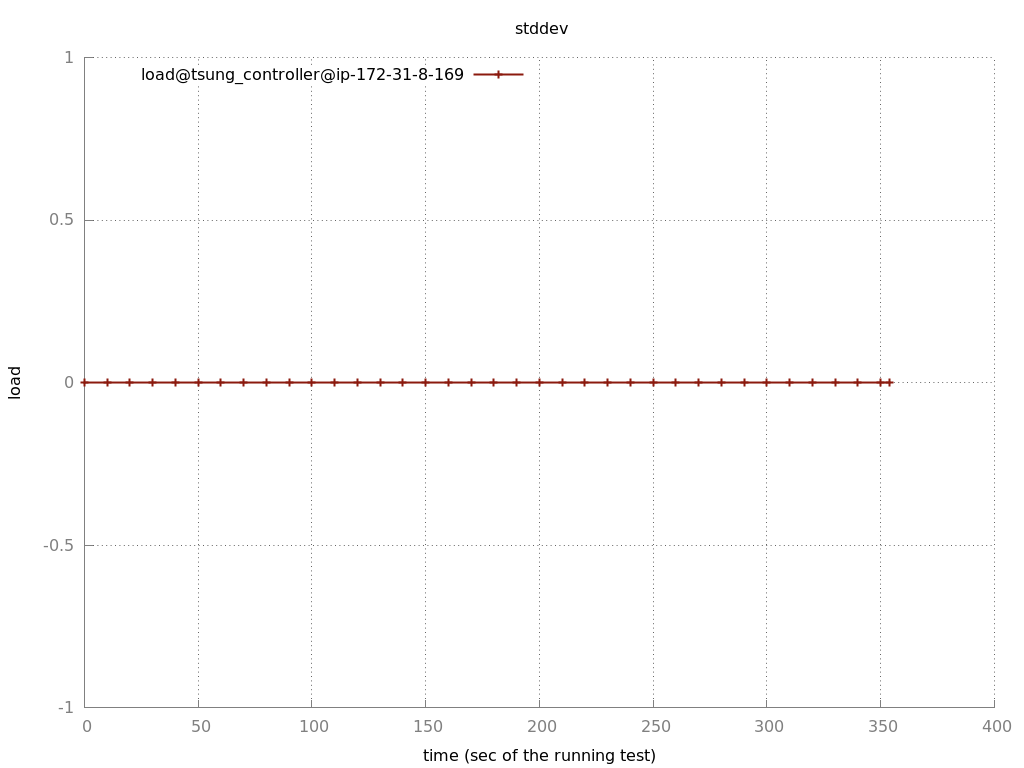 stddev
load@tsung_controller@ip-172-31-8-169
1
0.5
0
-0.5
-1
load
0 50 100 150 200 250 300 350 400
time (sec of the running test)